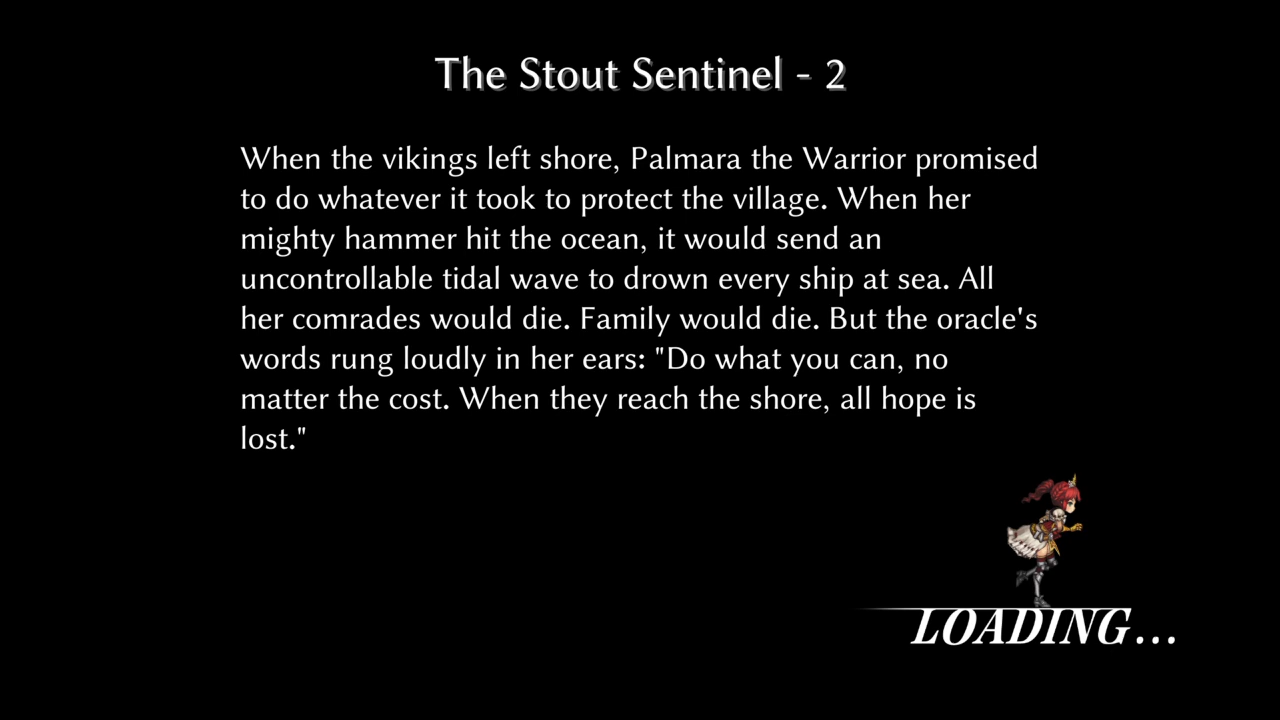 The Stout Sentinel - 2
When the vikings left shore, Palmara the Warrior promised
to do whatever it took to protect the village. When her
mighty hammer hit the ocean, it would send an
uncontrollable tidal wave to drown every ship at sea. All
her comrades would die. Family would die. But the oracle's
words rung loudly in her ears: "Do what you can, no
matter the cost. When they reach the shore, all hope is
lost."
LOADING...